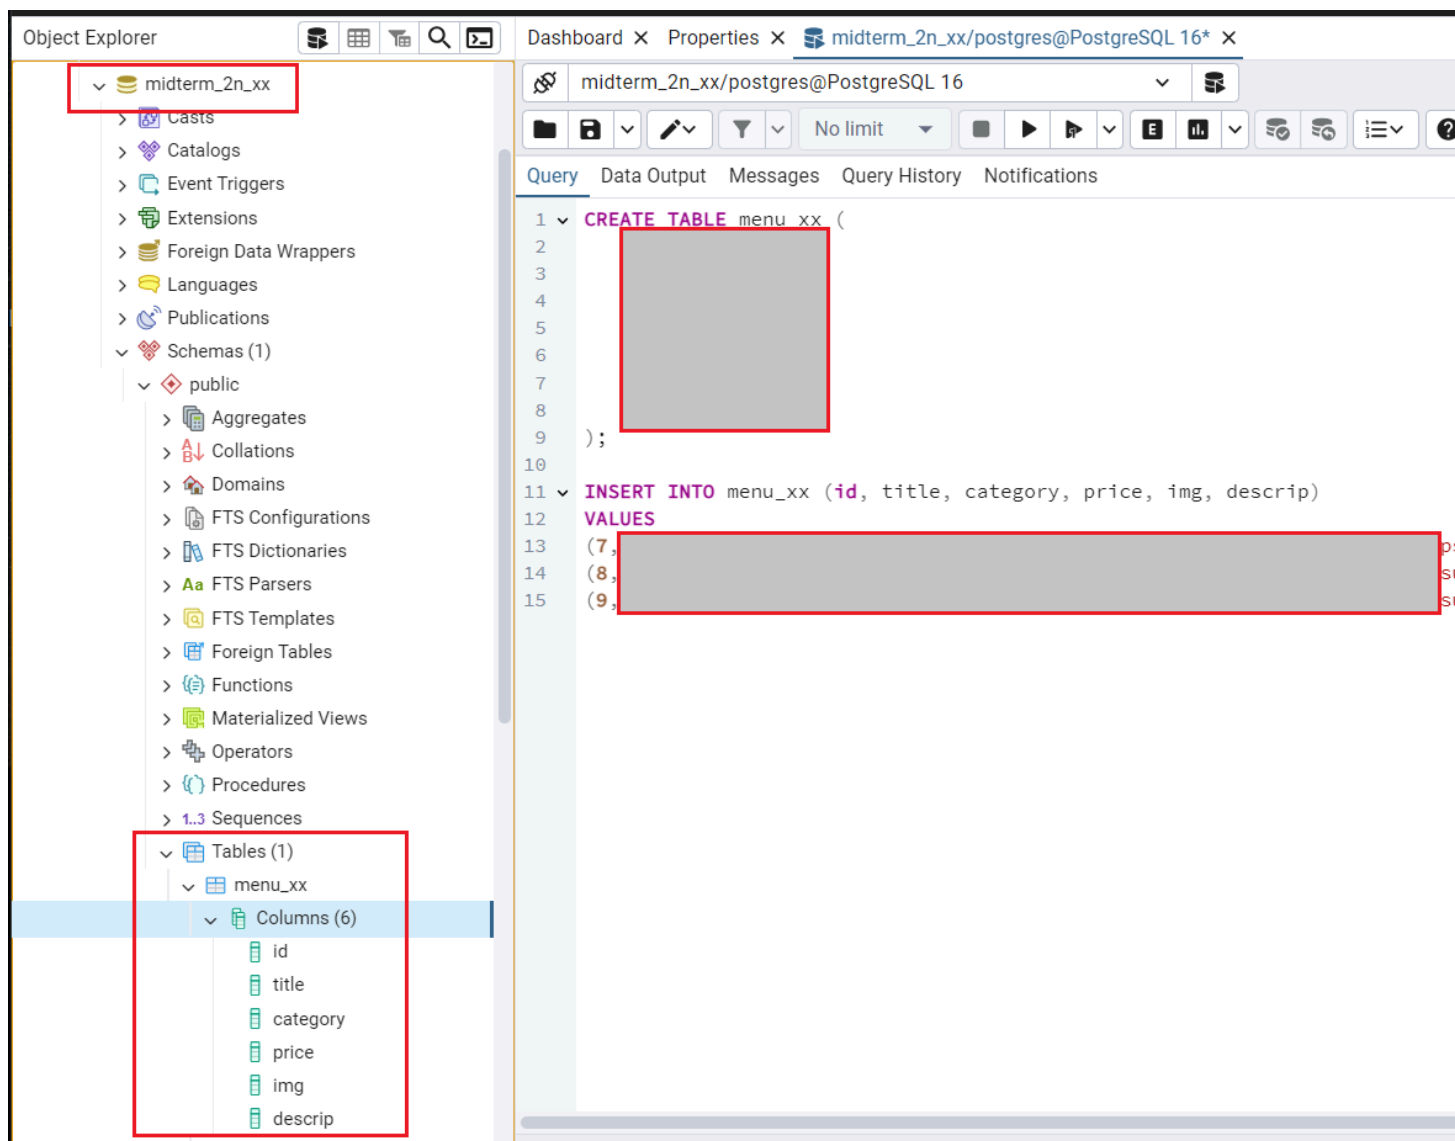 Object Explorer
midterm_2n_xx
Casts
Catalogs
Event Triggers
Extensions
Foreign Data Wrappers
Languages
Publications
Schemas (1)
public
Aggregates
Collations
Domains
FTS Configurations
FTS Dictionaries
Aa FTS Parsers
FTS Templates
Foreign Tables
Functions
Materialized Views
Operators
Procedures
1..3 Sequences
Tables (1)
menu_xx
Columns (6)
id
title
category
price
img
descrip
Dashboard Properties midterm_2n_xx/postgres@PostgreSQL 16*
midterm_2n_xx/postgres@PostgreSQL 16
No limit
Query Data Output Messages Query History Notifications
1 CREATE TABLE menu_xx (
2
3
4
5
6
7
8
9 );
10
11 INSERT INTO menu_xx (id, title, category, price, img, descrip)
12 VALUES
13 (7,
14 (8,
15 (9,